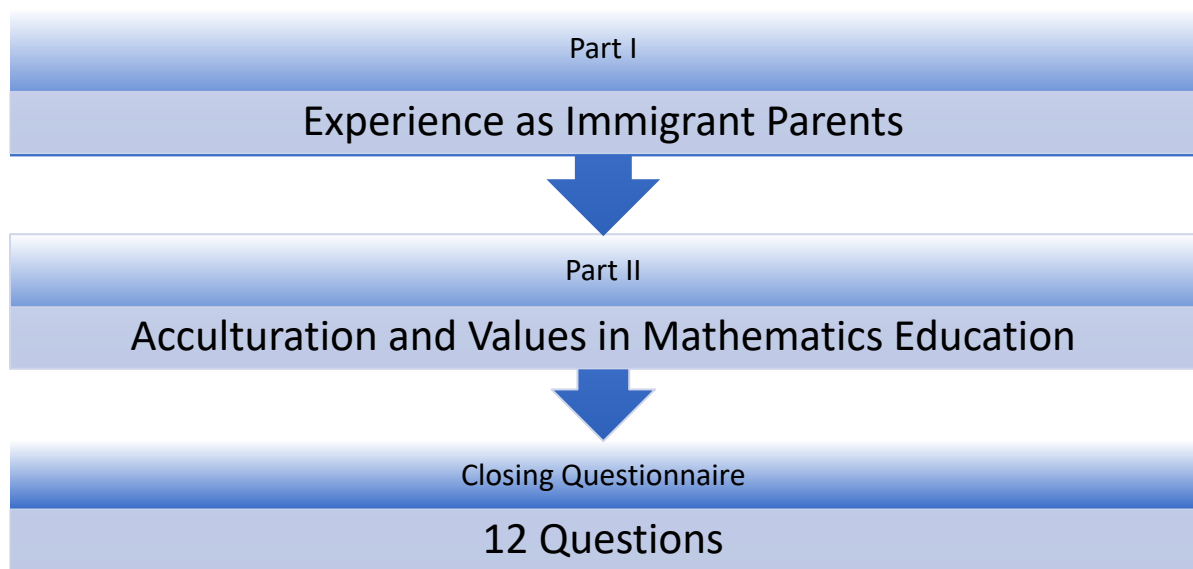 Part I
Experience as Immigrant Parents
Part II
Acculturation and Values in Mathematics Education
Closing Questionnaire
12 Questions